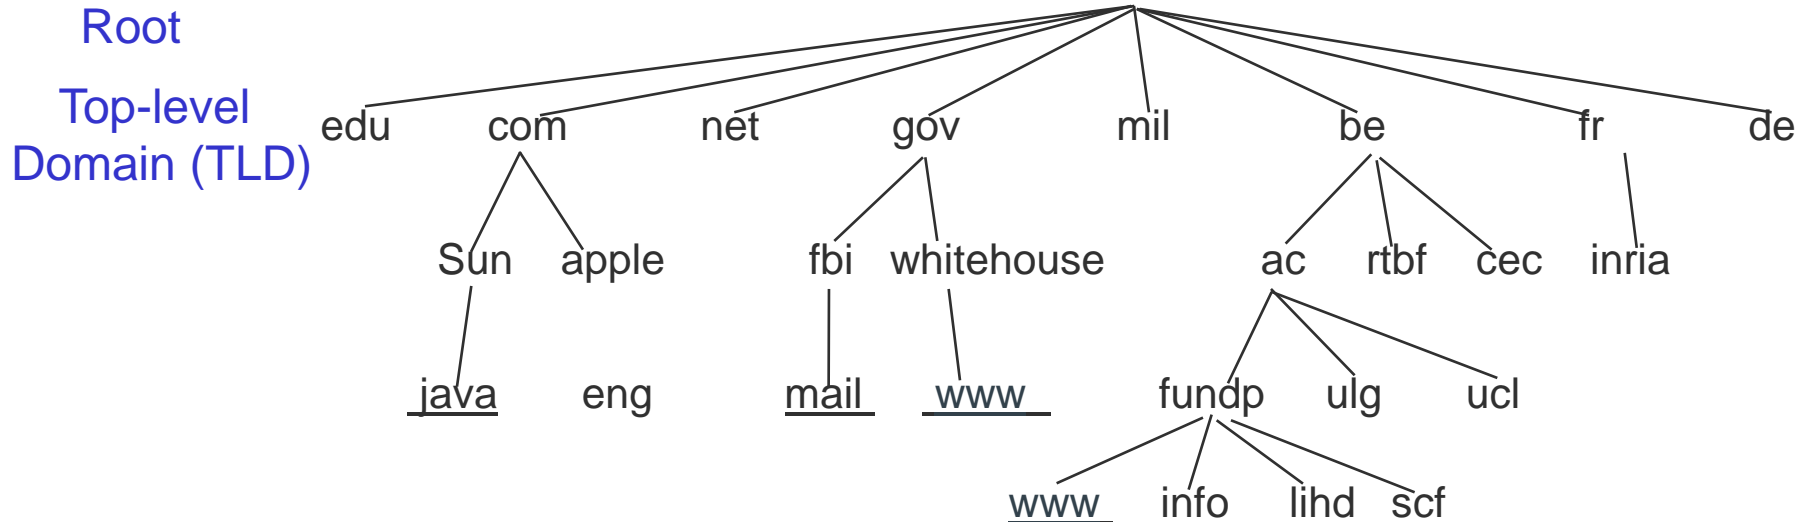 Root
Top-level
Domain (TLD)
edu com net gov mil be fr de
Sun apple fbi whitehouse ac rtbf cec inria
java eng mail www fundp ulg ucl
www info lihd scf